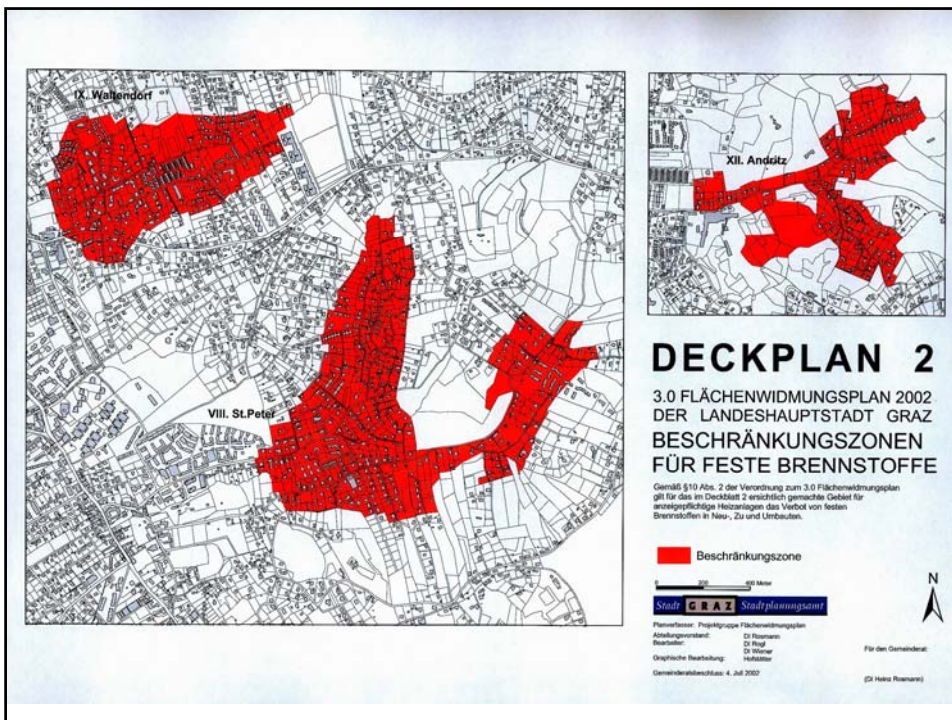 IX. Waltendorf
VIII. St.Peter
XII. Andritz
DECKPLAN 2
3.0 FLÄCHENWIDMUNGSPLAN 2002
DER LANDESHAUPTSTADT GRAZ
BESCHRÄNKUNGSZONEN
FÜR FESTE BRENNSTOFFE
Gemäß §10 Abs. 2 der Verordnung zum 3.0 Flächenwidmungsplan
gilt für das im Deckblatt 2 ersichtlich gemachte Gebiet für
anzeigepflichtige Heizanlagen das Verbot von festen
Brennstoffen in Neu-, Zu und Umbauten.
Beschränkungszone
0 200 400 Meter
N
Stadt GRAZ Stadtplanungsamt
Planverfasser: Projektgruppe Flächenwidmungsplan
Abteilungsvorstand: DI Rosmann
Bearbeiter: DI Rogl
DI Wiener
Graphische Bearbeitung: Hofstätter
Gemeinderatsbeschluss: 4. Juli 2002
Für den Gemeinderat:
(DI Heinz Rosmann)